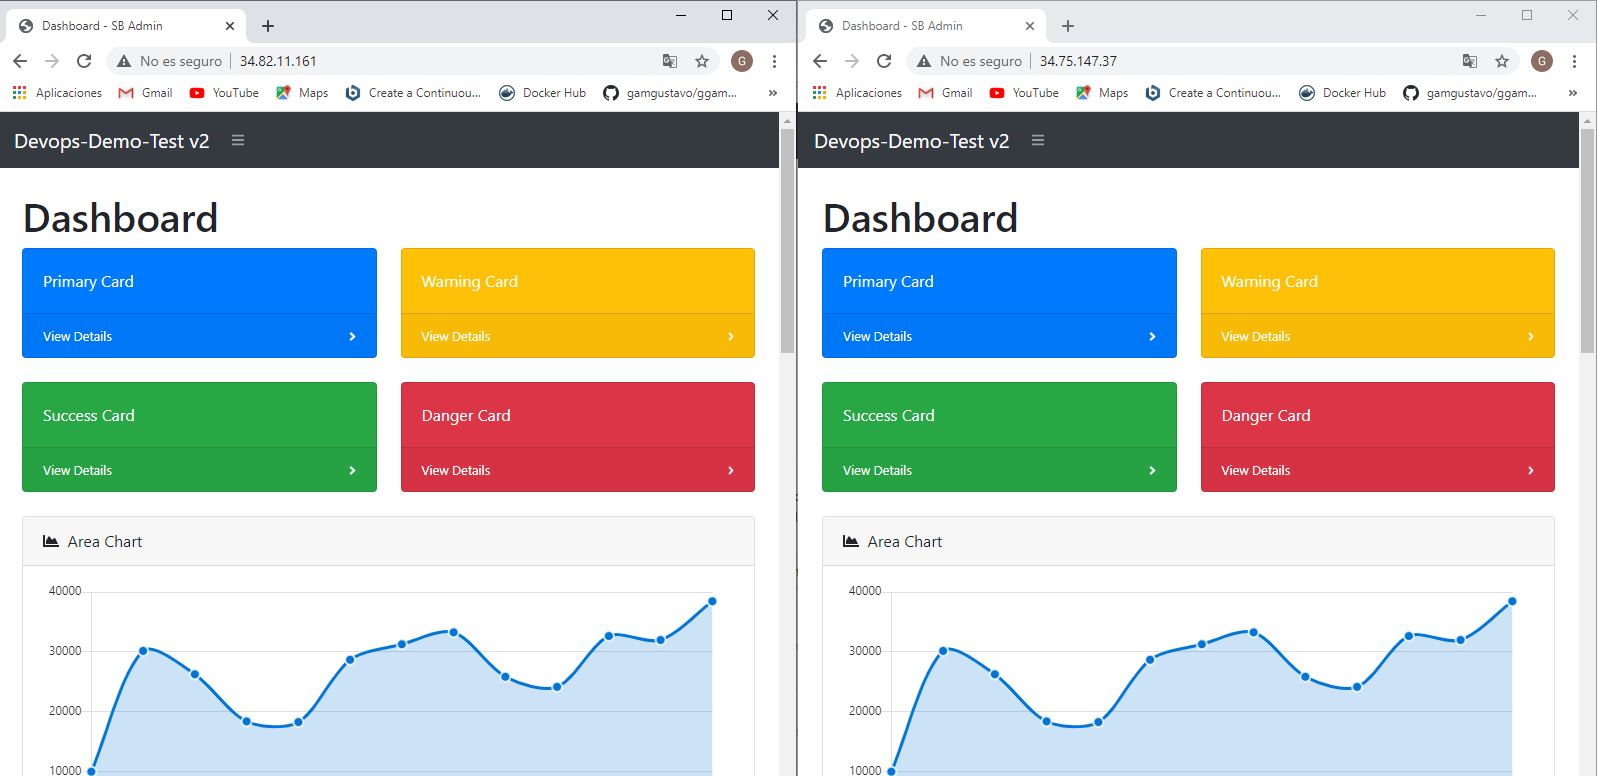 Dashboard - SB Admin
No es seguro 34.82.11.161
G
Aplicaciones Gmail YouTube Maps Create a Continuou... Docker Hub gamgustavo/ggam... »
Devops-Demo-Test v2
Dashboard
Primary Card
View Details
Warning Card
View Details
Success Card
View Details
Danger Card
View Details
Area Chart
40000
30000
20000
10000
Dashboard - SB Admin
No es seguro 34.75.147.37
G
Aplicaciones Gmail YouTube Maps Create a Continuou... Docker Hub gamgustavo/ggam... »
Devops-Demo-Test v2
Dashboard
Primary Card
View Details
Warning Card
View Details
Success Card
View Details
Danger Card
View Details
Area Chart
40000
30000
20000
10000